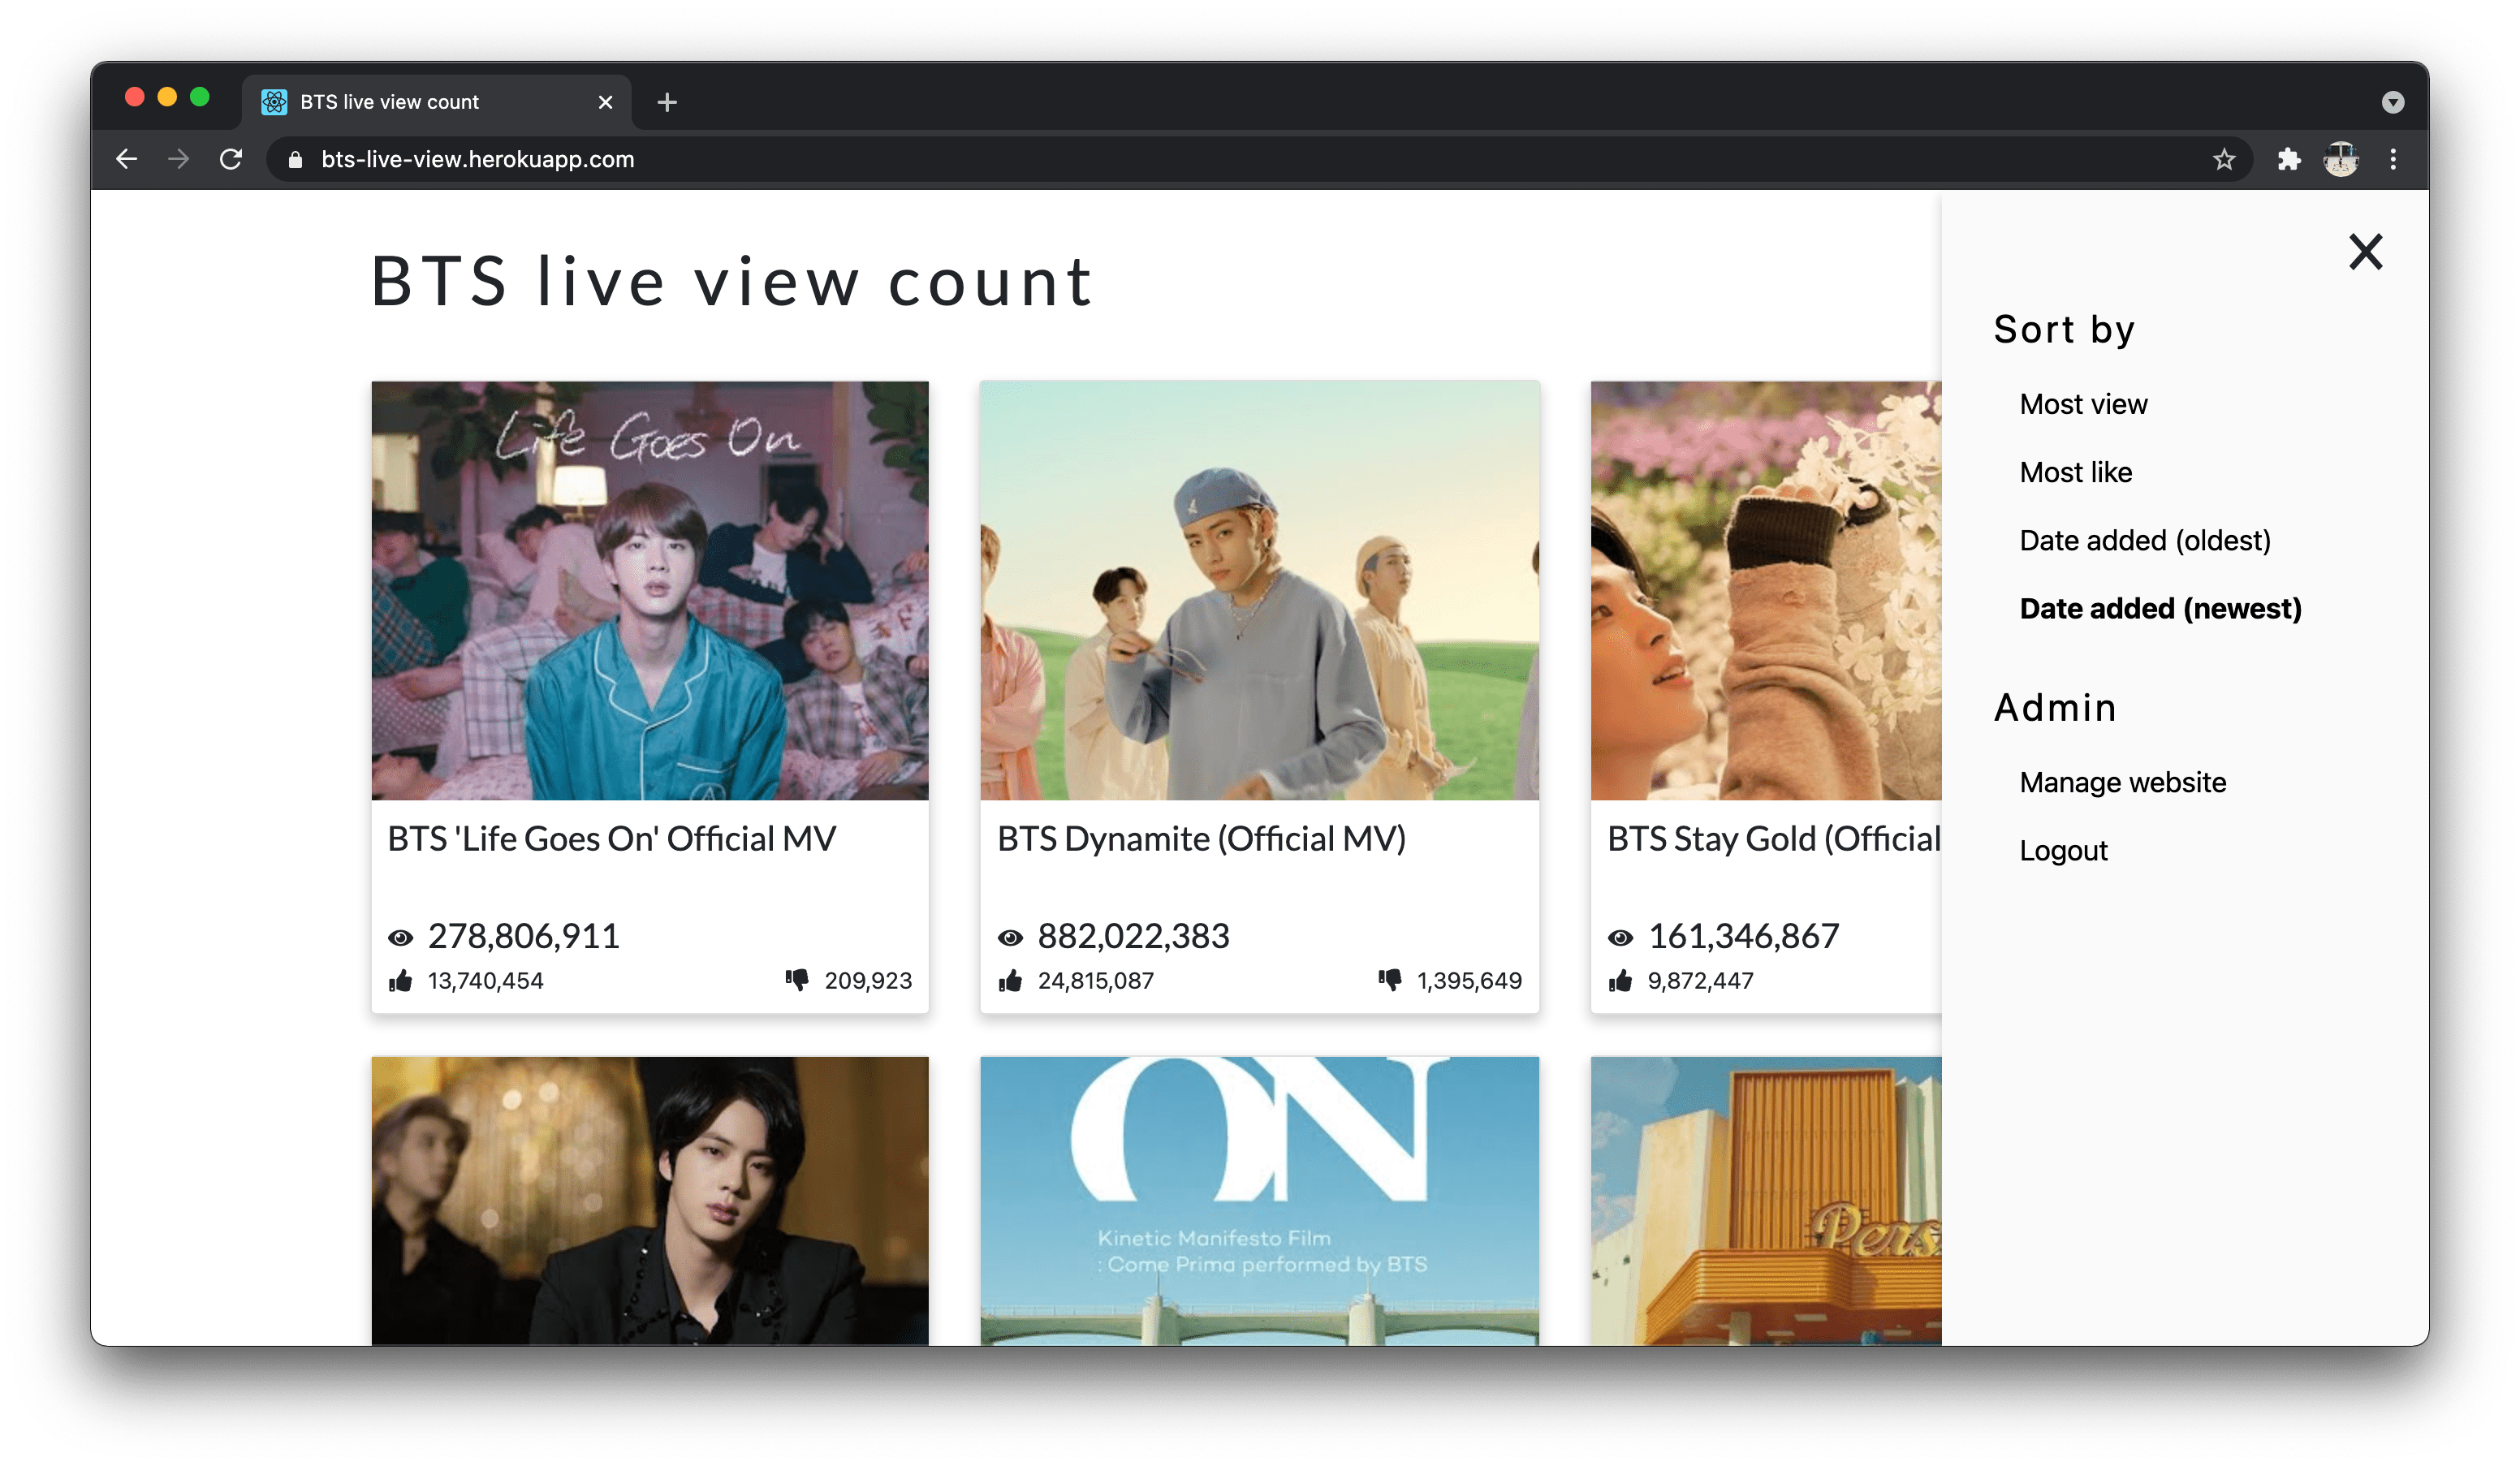 BTS live view count
bts-live-view.herokuapp.com
BTS live view count
Life Goes On
BTS 'Life Goes On' Official MV
278,806,911
13,740,454
209,923
BTS Dynamite (Official MV)
882,022,383
24,815,087
1,395,649
BTS Stay Gold (Official
161,346,867
9,872,447
ON
Kinetic Manifesto Film
: Come Prima performed by BTS
Pers
Sort by
Most view
Most like
Date added (oldest)
Date added (newest)
Admin
Manage website
Logout